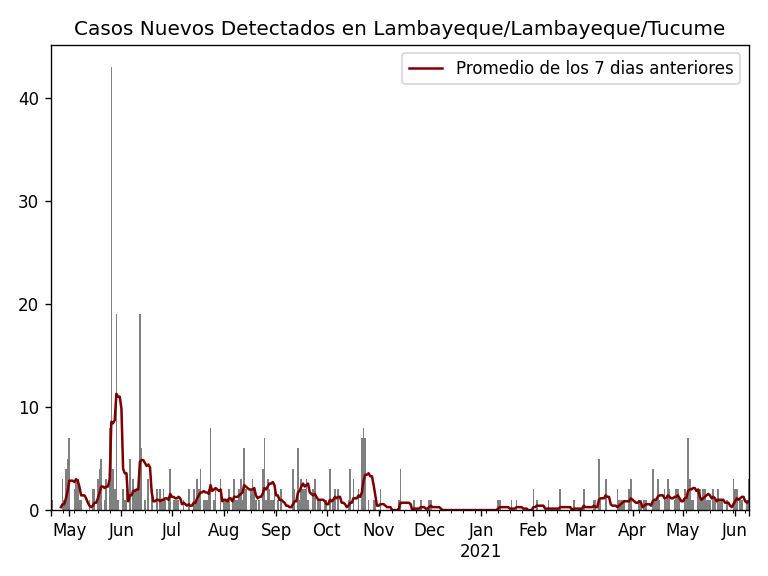 Casos Nuevos Detectados en Lambayeque/Lambayeque/Tucume
Promedio de los 7 dias anteriores
40
30
20
10
0
May Jun Jul Aug Sep Oct Nov Dec Jan Feb Mar Apr May Jun
2021